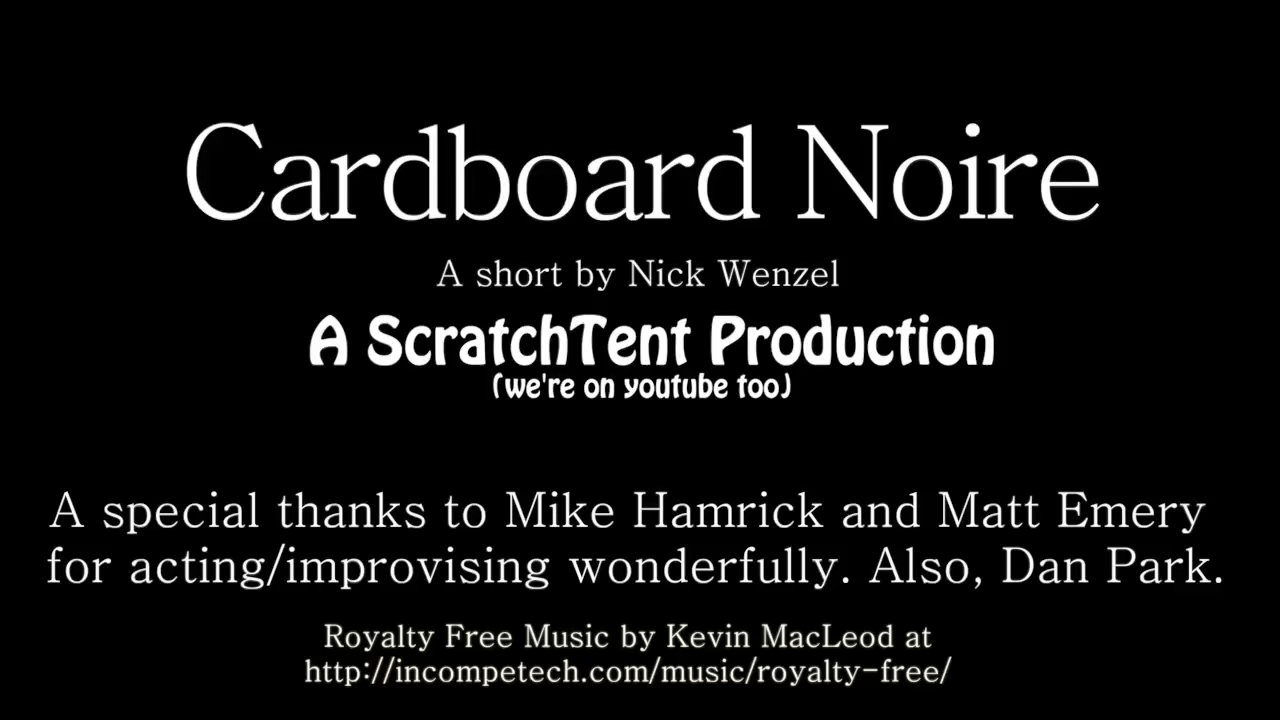 Cardboard Noire
A short by Nick Wenzel
A ScratchTent Production
(we're on youtube too)
A special thanks to Mike Hamrick and Matt Emery
for acting/improvising wonderfully. Also, Dan Park.
Royalty Free Music by Kevin MacLeod at
http://incompetech.com/music/royalty-free/